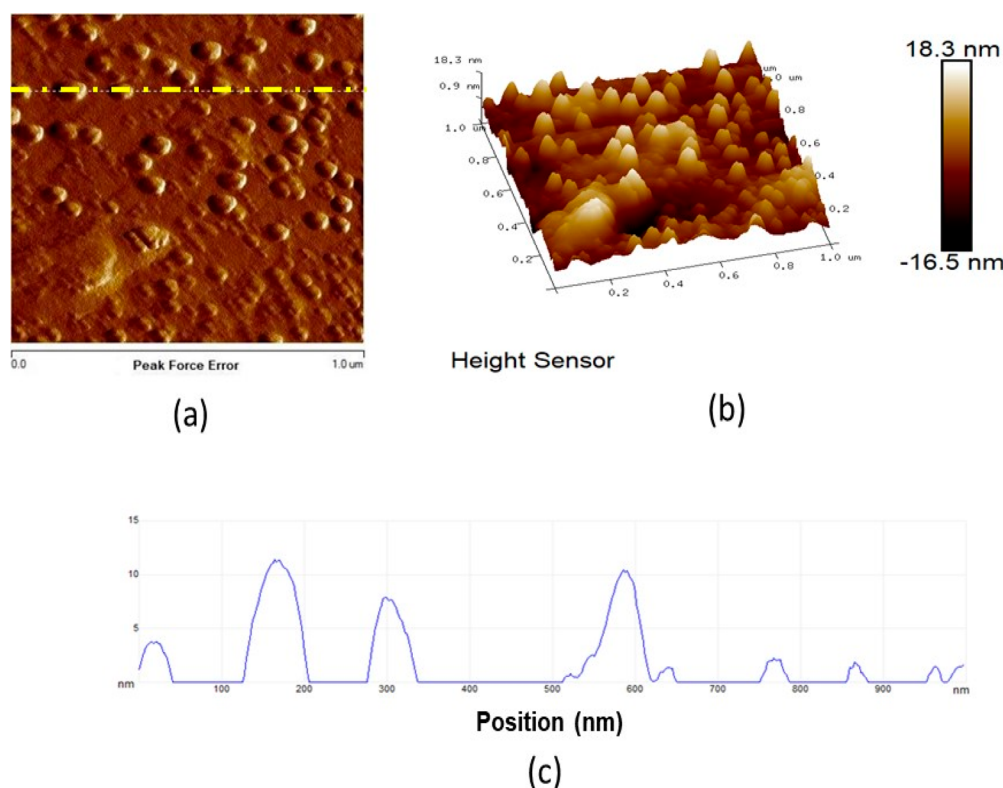 0.0 Peak Force Error 1.0 um
(a)
18.3 nm
0.9 nm
1.0 um
0.8
0.6
0.4
0.2
0.2
0.4
0.6
0.8
1.0 um
0.2
0.4
0.6
0.8
um
0 um
18.3 nm
-16.5 nm
Height Sensor
(b)
15
10
5
nm 100 200 300 400 500 600 700 800 900 nm
Position (nm)
(c)